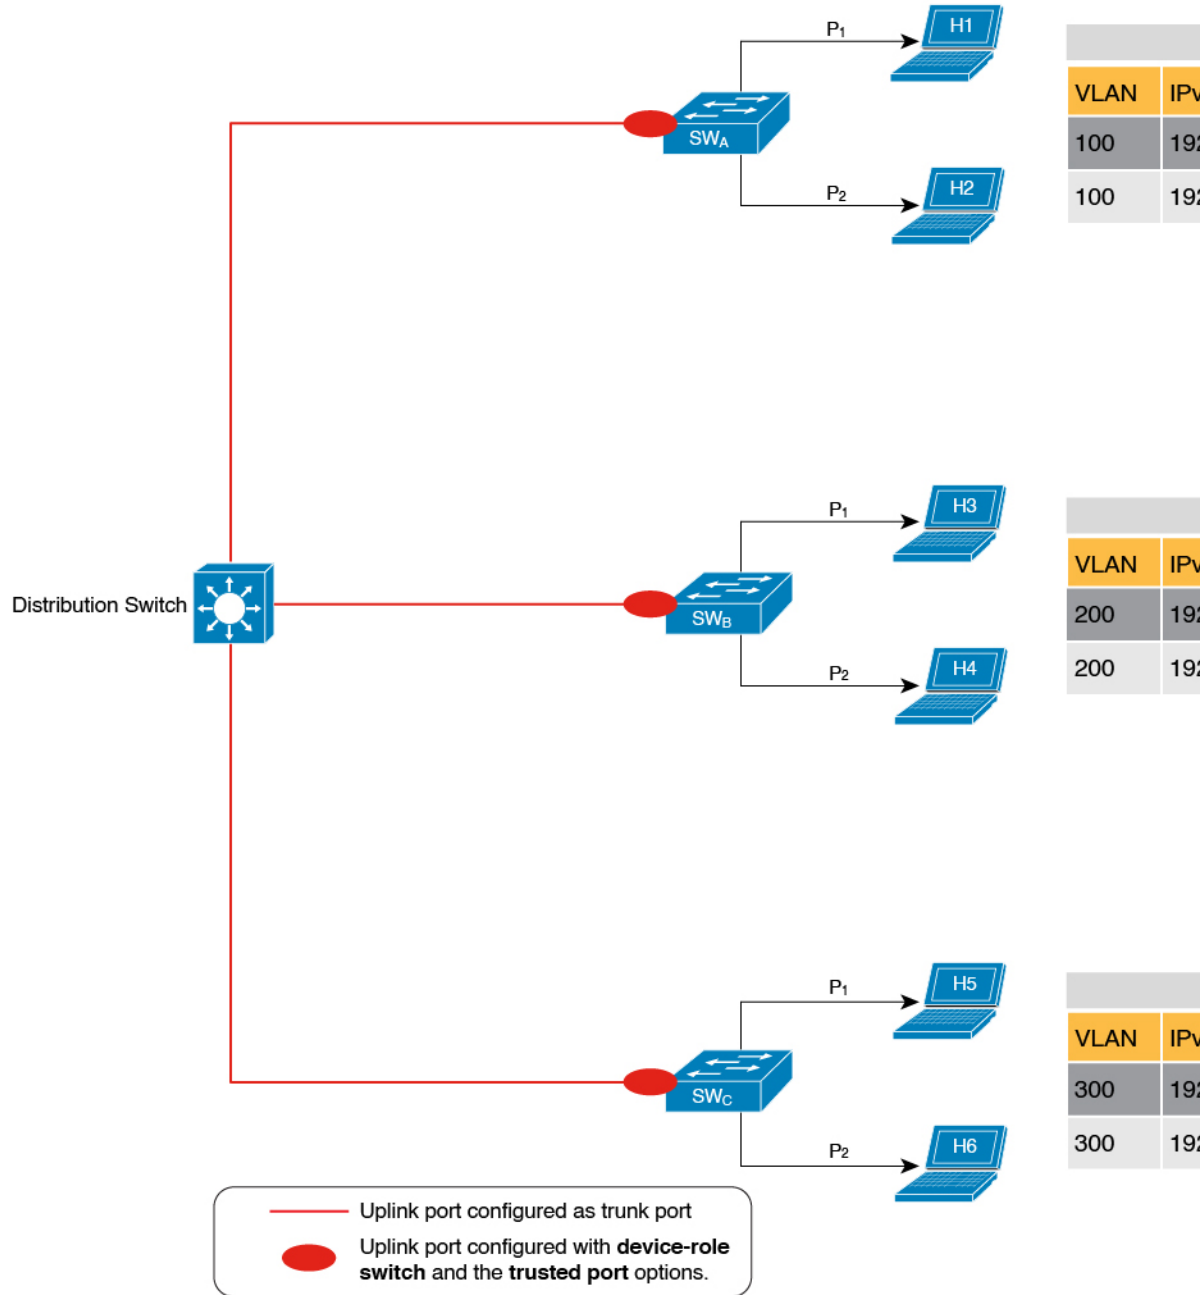 P1
H1
SWA
P2
H2
VLAN
100
100
P1
H3
SWB
P2
H4
VLAN
200
200
Distribution Switch
P1
H5
SWC
P2
H6
VLAN
300
300
Uplink port configured as trunk port
Uplink port configured with device-role
switch and the trusted port options.